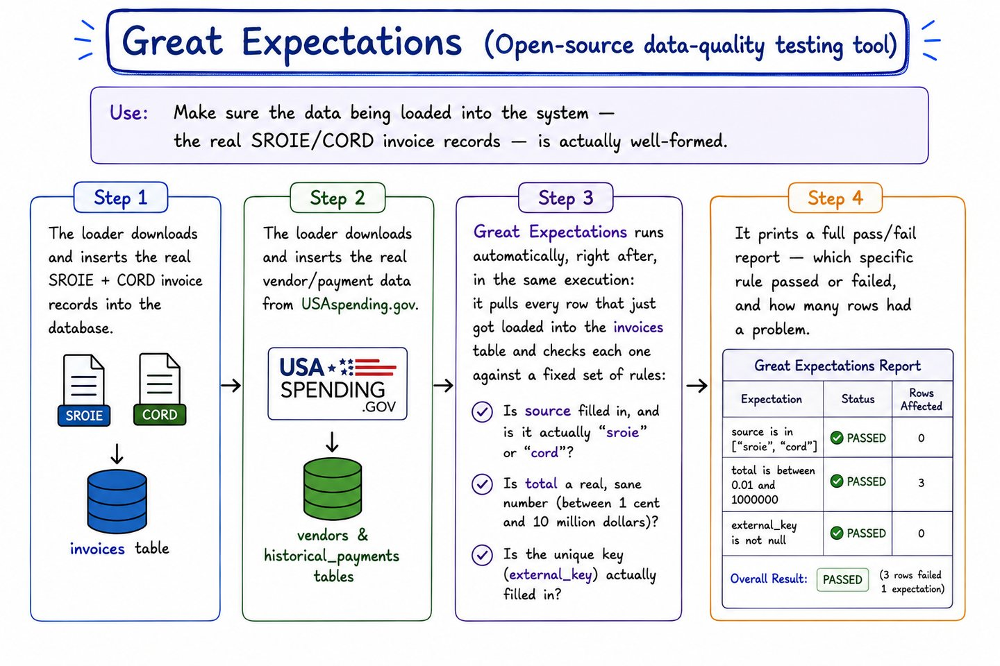 Great Expectations (Open-source data-quality testing tool)
Use: Make sure the data being loaded into the system —
the real SROIE/CORD invoice records — is actually well-formed.
Step 1
The loader downloads
and inserts the real
SROIE + CORD invoice
records into the
database.
SROIE
CORD
invoices table
Step 2
The loader downloads
and inserts the real
vendor/payment data
from USAspending.gov.
USA
SPENDING
.GOV
vendors &
historical_payments
tables
Step 3
Great Expectations runs
automatically, right after,
in the same execution:
it pulls every row that just
got loaded into the invoices
table and checks each one
against a fixed set of rules:
Is source filled in, and
is it actually “sroie”
or “cord”?
Is total a real, sane
number (between 1 cent
and 10 million dollars)?
Is the unique key
(external_key) actually
filled in?
Step 4
It prints a full pass/fail
report — which specific
rule passed or failed,
and how many rows had
a problem.
Great Expectations Report
Expectation Status Rows
Affected
source is in
[“sroie”, “cord”] PASSED 0
total is between
0.01 and PASSED 3
1000000
external_key
is not null PASSED 0
Overall Result: PASSED (3 rows failed
1 expectation)